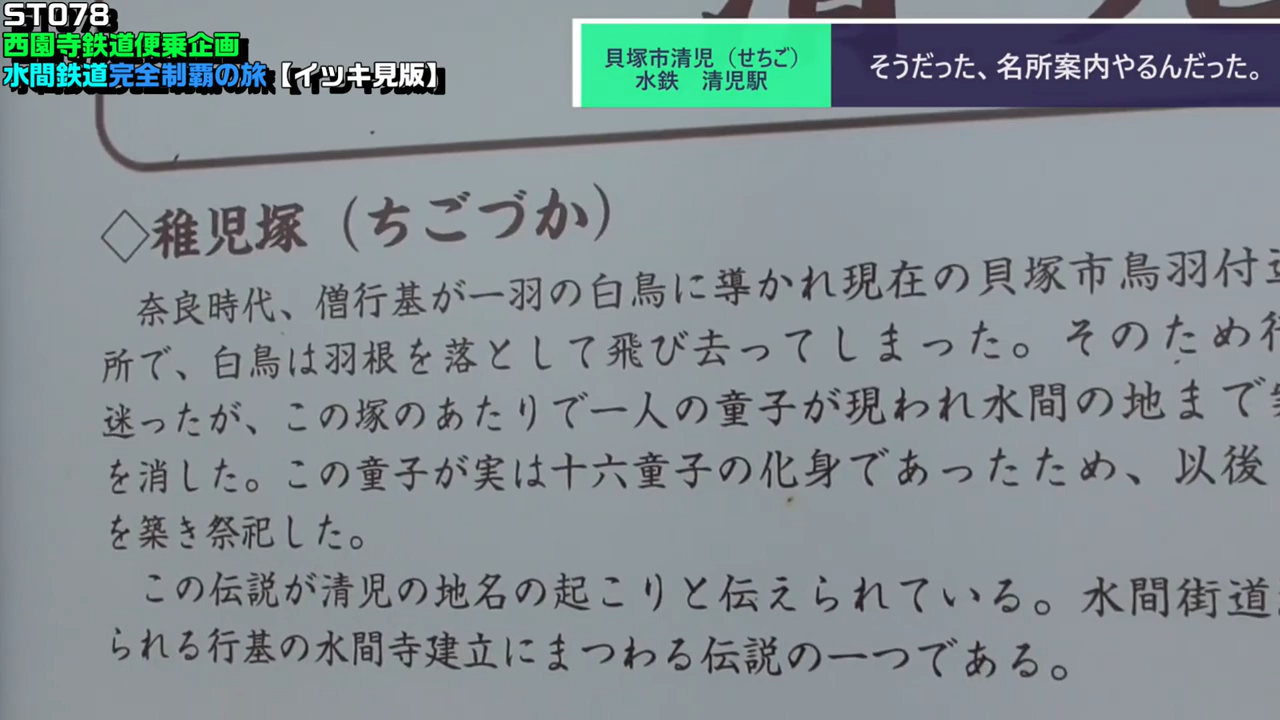 ST078
西園寺鉄道便乗企画
水間鉄道完全制覇の旅【イッキ見版】
貝塚市清児（せちご）
水鉄　清児駅
そうだった、名所案内やるんだった。
◇稚児塚（ちごづか）
奈良時代、僧行基が一羽の白鳥に導かれ現在の貝塚市鳥羽付近
所で、白鳥は羽根を落として飛び去ってしまった。そのため行
迷ったが、この塚のあたりで一人の童子が現われ水間の地まで
を消した。この童子が実は十六童子の化身であったため、以後
を築き祭祀した。
この伝説が清児の地名の起こりと伝えられている。水間街道
られる行基の水間寺建立にまつわる伝説の一つである。